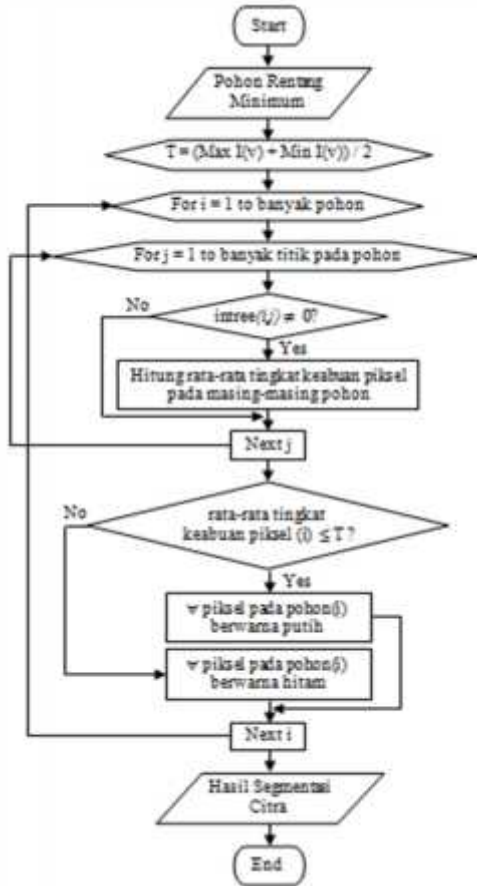 Start
Pohon Rentang
Minimum
T = (Max I(v) + Min I(v)) / 2
For i = 1 to banyak pohon
For j = 1 to banyak titik pada pohon
No
intree(i,j) ≠ 0?
Yes
Hitung rata-rata tingkat keabuan piksel
pada masing-masing pohon
Next j
No
rata-rata tingkat
keabuan piksel (i) ≤ T ?
Yes
∀ piksel pada pohon(i)
berwarna putih
∀ piksel pada pohon(i)
berwarna hitam
Next i
Hasil Segmentasi
Citra
End